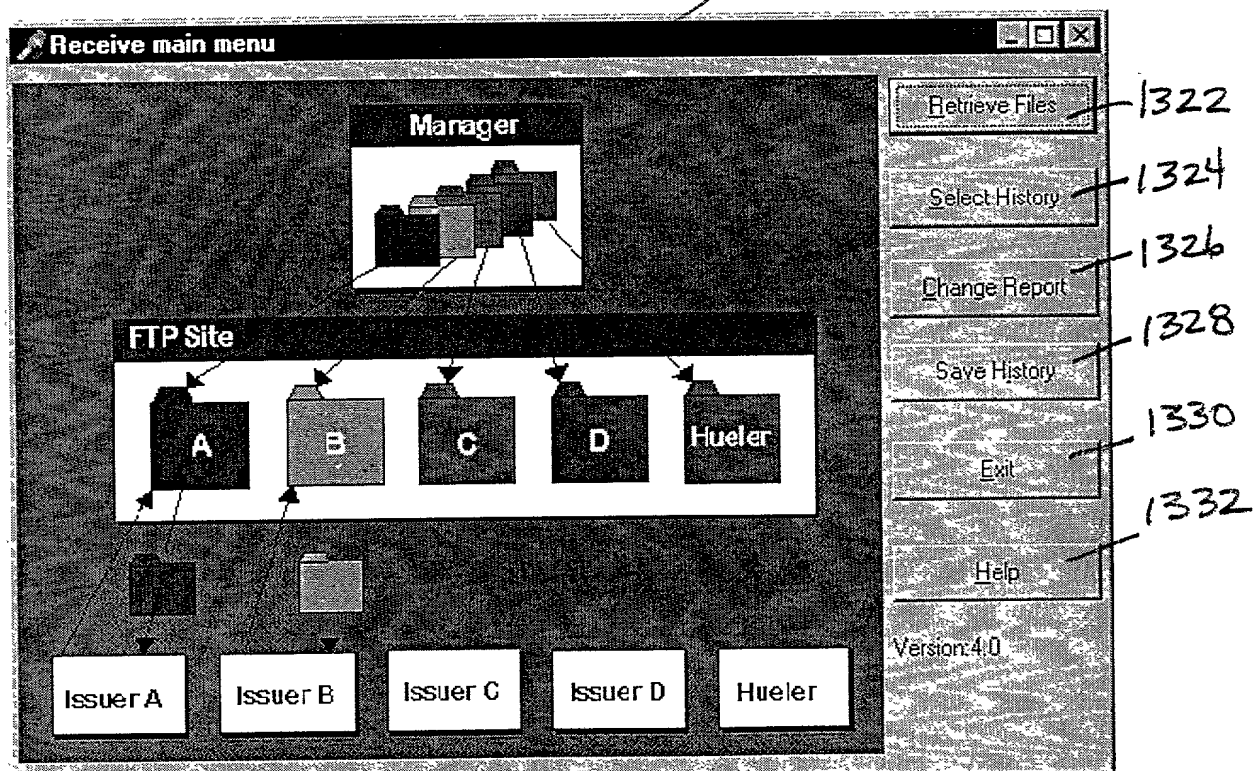 Receive main menu
Manager
FTP Site
A B C D Hueler
Issuer A Issuer B Issuer C Issuer D Hueler
Retrieve Files
1322
Select History
1324
Change Report
1326
Save History
1328
Exit
1330
Help
1332
Version:4.0